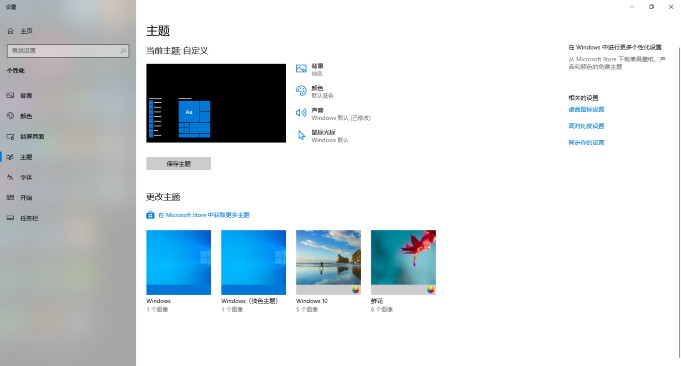 设置
主页
查找设置
个性化
背景
颜色
锁屏界面
主题
字体
开始
任务栏
主题
当前主题: 自定义
Aa
背景
纯色
颜色
默认蓝色
声音
Windows 默认 (已修改)
鼠标光标
Windows 默认
保存主题
更改主题
在 Microsoft Store 中获取更多主题
Windows
1 个图像
Windows（浅色主题）
1 个图像
Windows 10
5 个图像
鲜花
6 个图像
在 Windows 中进行更多个性化设置
从 Microsoft Store 下载兼具壁纸、声
音和颜色的免费主题
相关的设置
桌面图标设置
高对比度设置
同步你的设置